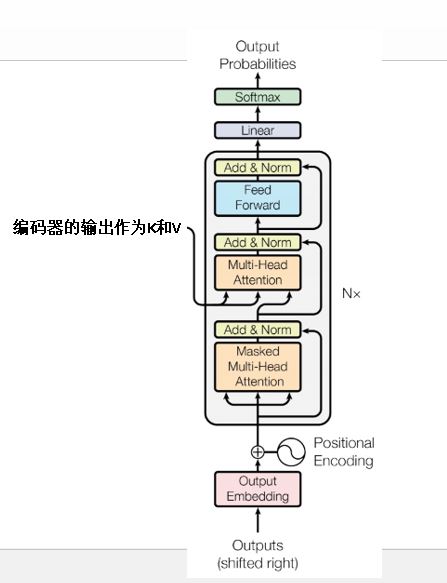 Output
Probabilities
Softmax
Linear
Add & Norm
Feed
Forward
编码器的输出作为K和V
Add & Norm
Multi-Head
Attention
N×
Add & Norm
Masked
Multi-Head
Attention
Positional
Encoding
Output
Embedding
Outputs
(shifted right)